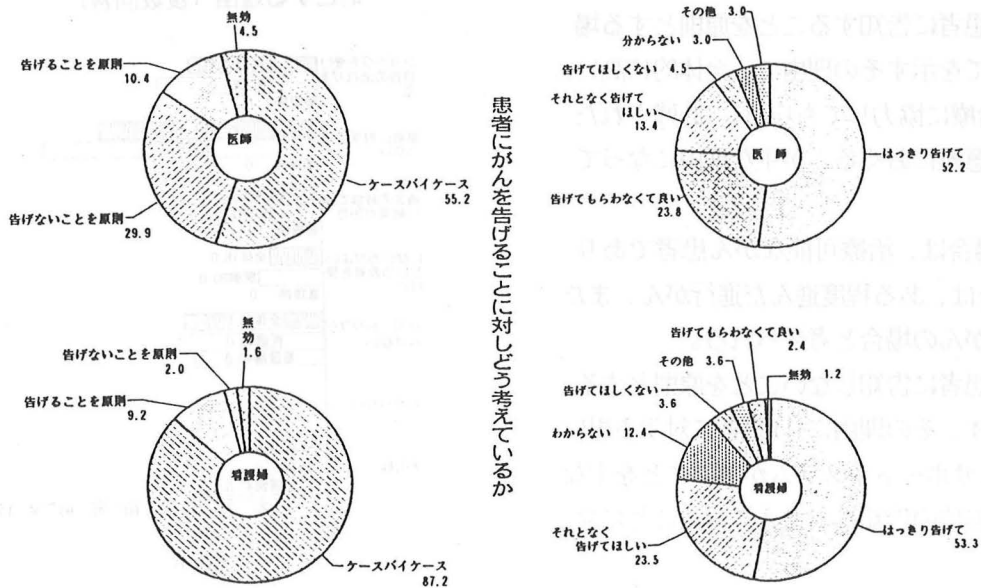 無効
4.5
告げることを原則
10.4
医師
告げないことを原則
29.9
ケースバイケース
55.2
無効
1.6
告げないことを原則
2.0
告げることを原則
9.2
看護婦
ケースバイケース
87.2
患者にがんを告げることに対しどう考えているか
その他 3.0
分からない 3.0
告げてほしくない 4.5
それとなく告げて
ほしい
13.4
医 師
告げてもらわなくて良い
23.8
はっきり告げて
52.2
告げてもらわなくて良い
2.4
その他 3.6
無効 1.2
告げてほしくない
3.6
わからない 12.4
看護婦
それとなく
告げてほしい
23.5
はっきり告げて
53.3